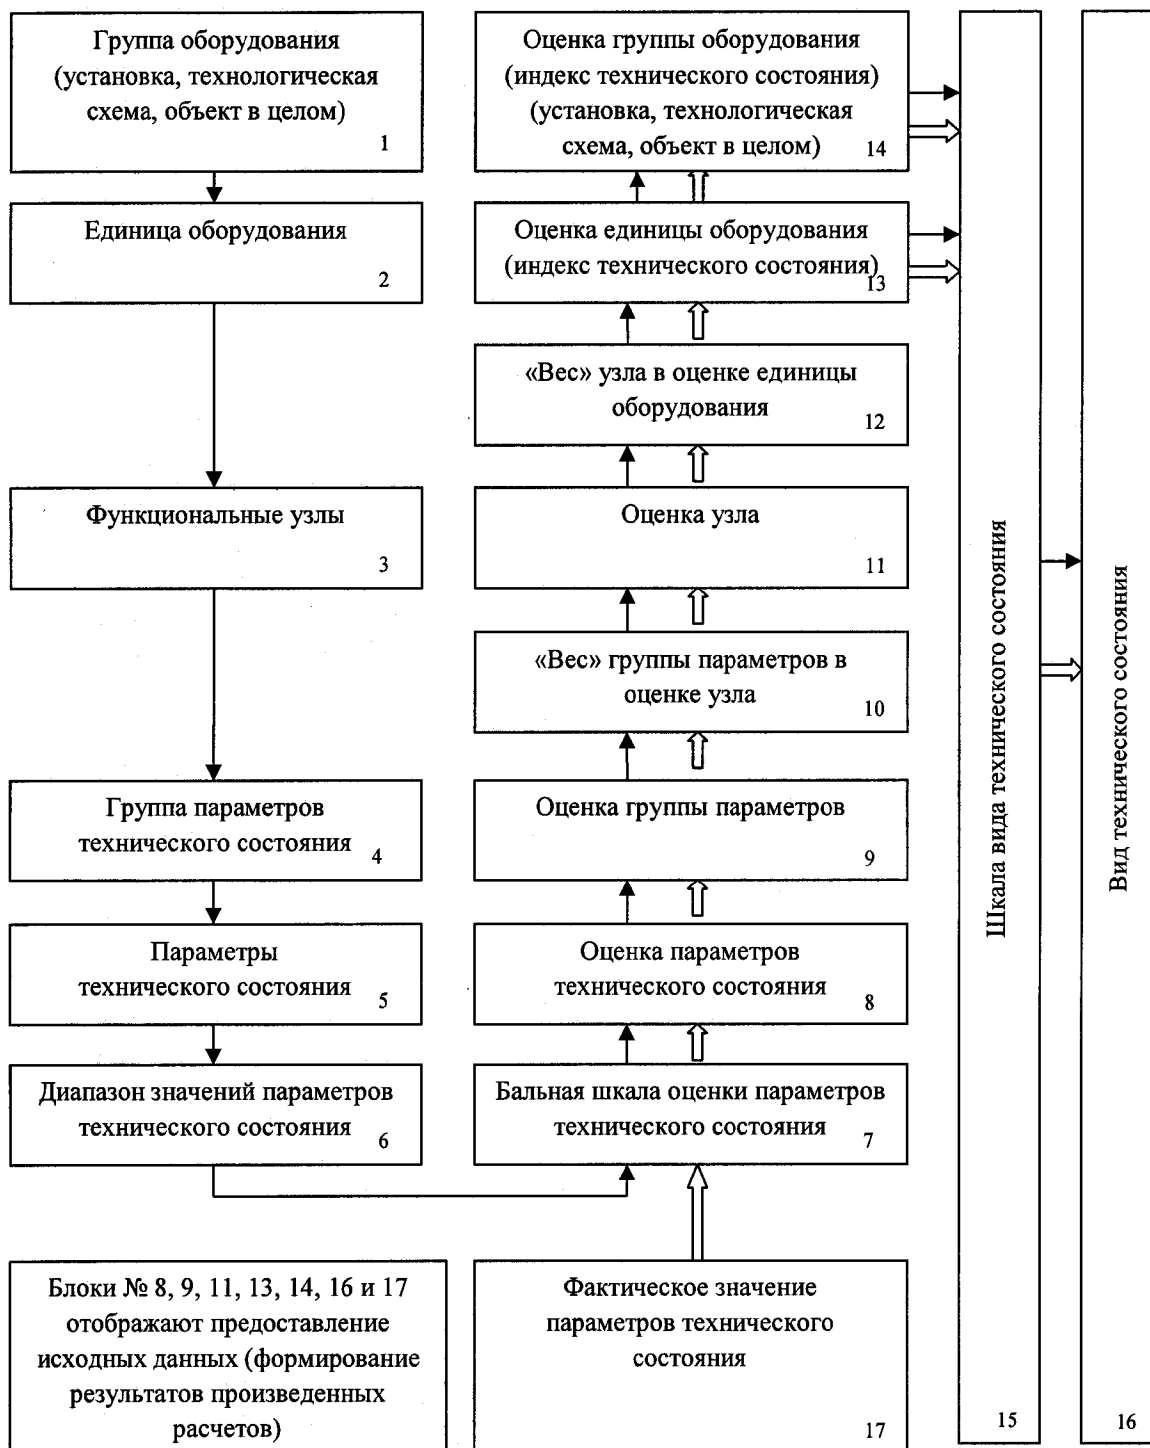 Группа оборудования
(установка, технологическая
схема, объект в целом)
1
Единица оборудования
2
Функциональные узлы
3
Группа параметров
технического состояния
4
Параметры
технического состояния
5
Диапазон значений параметров
технического состояния
6
Блоки № 8, 9, 11, 13, 14, 16 и 17
отображают предоставление
исходных данных (формирование
результатов произведенных
расчетов)
Оценка группы оборудования
(индекс технического состояния)
(установка, технологическая
схема, объект в целом)
14
Оценка единицы оборудования
(индекс технического состояния)
13
«Вес» узла в оценке единицы
оборудования
12
Оценка узла
11
«Вес» группы параметров в
оценке узла
10
Оценка группы параметров
9
Оценка параметров
технического состояния
8
Бальная шкала оценки параметров
технического состояния
7
Фактическое значение
параметров технического
состояния
17
Шкала вида технического состояния
15
Вид технического состояния
16